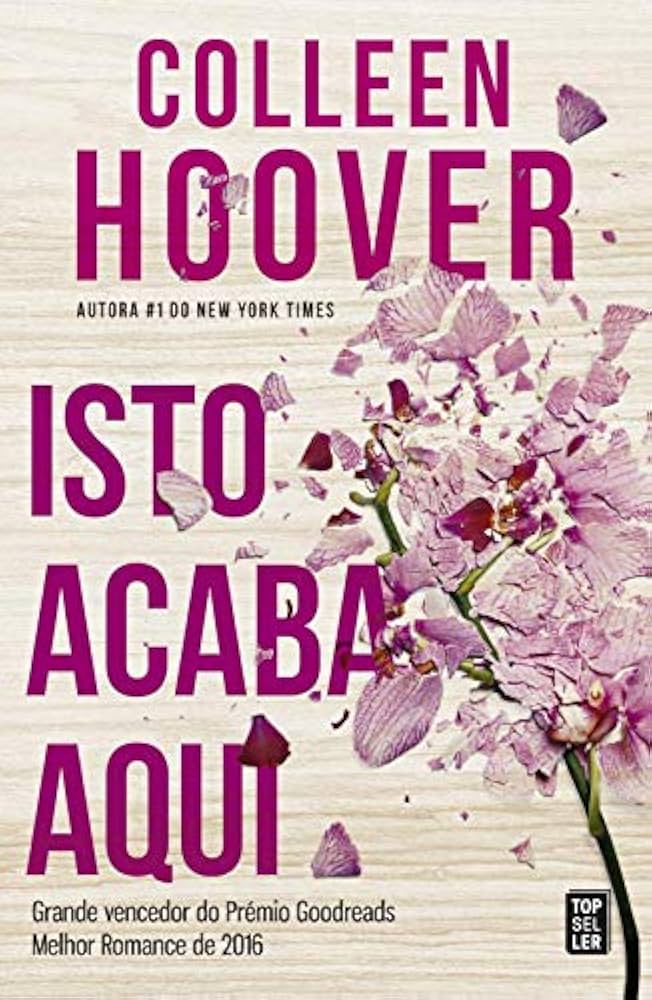 COLLEEN
HOOVER
AUTORA #1 DO NEW YORK TIMES
ISTO
ACABA
AQUI
Grande vencedor do Prémio Goodreads
Melhor Romance de 2016
TOP
SEL
LER